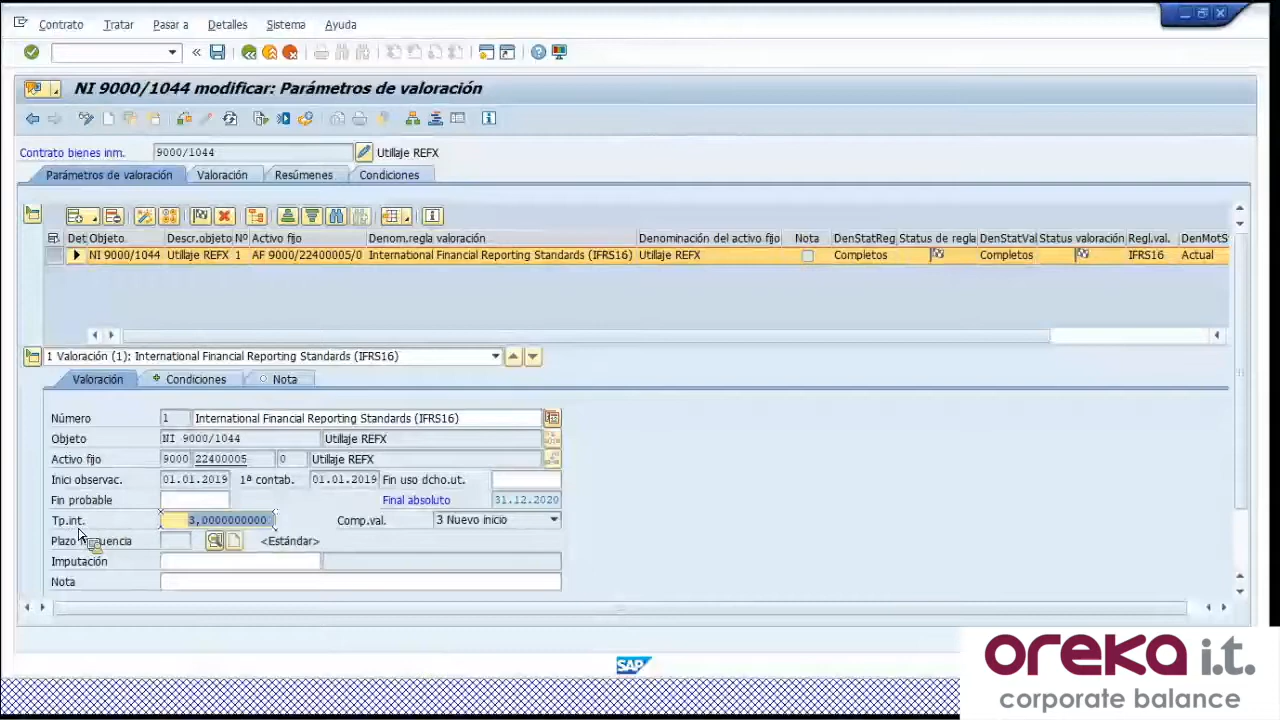 Contrato Tratar Pasar a Detalles Sistema Ayuda
NI 9000/1044 modificar: Parámetros de valoración
Contrato bienes inm. 9000/1044 Utillaje REFX
Parámetros de valoración Valoración Resúmenes Condiciones
Det Objeto Descr.objeto Nº Activo fijo Denom.regla valoración Denominación del activo fijo Nota DenStatReg Status de regla DenStatVal Status valoración Regl.val. DenMotS
NI 9000/1044 Utillaje REFX 1 AF 9000/22400005/0 International Financial Reporting Standards (IFRS16) Utillaje REFX Completos Completos IFRS16 Actual
1 Valoración (1): International Financial Reporting Standards (IFRS16)
Valoración Condiciones Nota
Número 1 International Financial Reporting Standards (IFRS16)
Objeto NI 9000/1044 Utillaje REFX
Activo fijo 9000 22400005 0 Utillaje REFX
Inici observac. 01.01.2019 1ª contab. 01.01.2019 Fin uso dcho.ut.
Fin probable Final absoluto 31.12.2020
Tp.int. 3,0000000000 Comp.val. 3 Nuevo inicio
Plazo uencia <Estándar>
Imputación
Nota
SAP
oreka i.t.
corporate balance